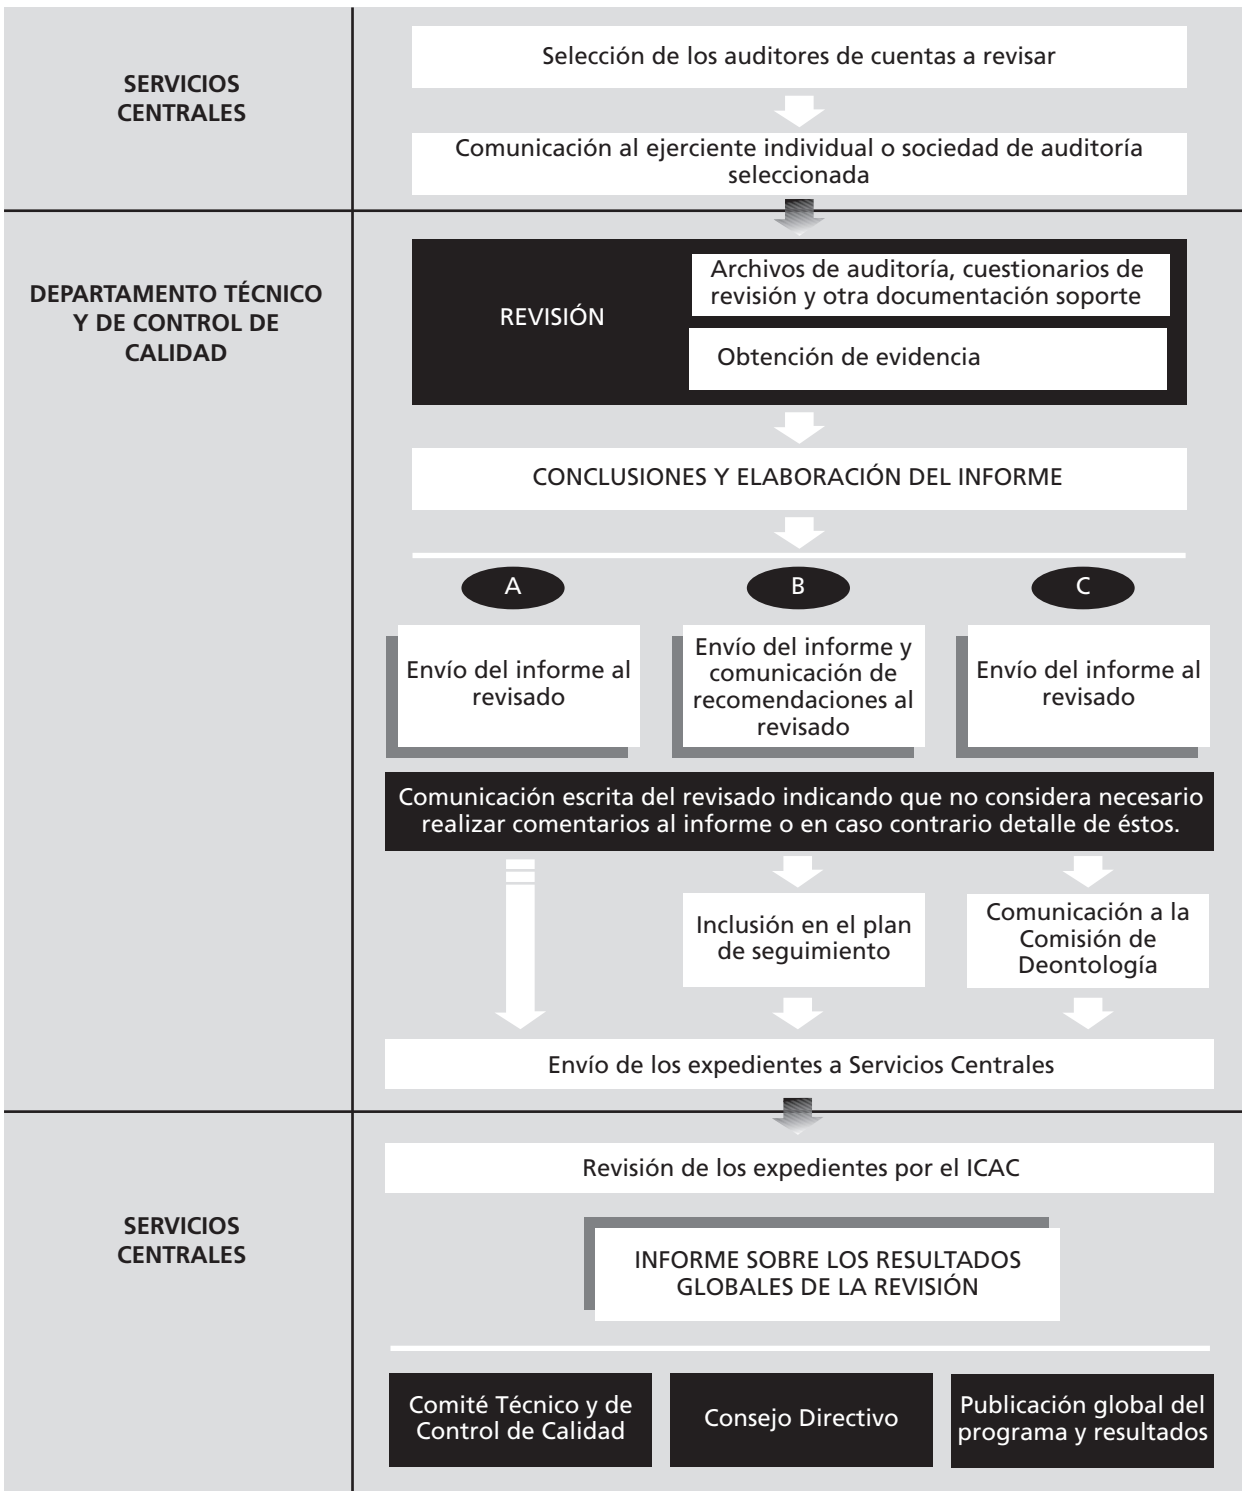 SERVICIOS
CENTRALES
Selección de los auditores de cuentas a revisar
Comunicación al ejerciente individual o sociedad de auditoría
seleccionada
DEPARTAMENTO TÉCNICO
Y DE CONTROL DE
CALIDAD
REVISIÓN
Archivos de auditoría, cuestionarios de
revisión y otra documentación soporte
Obtención de evidencia
CONCLUSIONES Y ELABORACIÓN DEL INFORME
A
B
C
Envío del informe al
revisado
Envío del informe y
comunicación de
recomendaciones al
revisado
Envío del informe al
revisado
Comunicación escrita del revisado indicando que no considera necesario
realizar comentarios al informe o en caso contrario detalle de éstos.
Inclusión en el plan
de seguimiento
Comunicación a la
Comisión de
Deontología
Envío de los expedientes a Servicios Centrales
SERVICIOS
CENTRALES
Revisión de los expedientes por el ICAC
INFORME SOBRE LOS RESULTADOS
GLOBALES DE LA REVISIÓN
Comité Técnico y de
Control de Calidad
Consejo Directivo
Publicación global del
programa y resultados